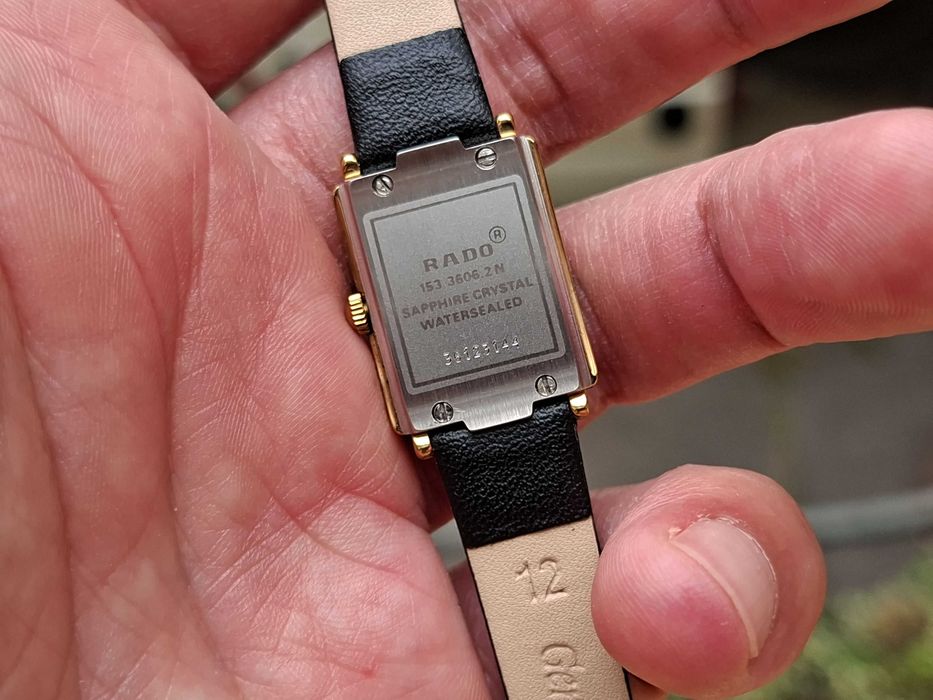 RADO ®
153.3606.2N
SAPPHIRE CRYSTAL
WATERSEALED
12